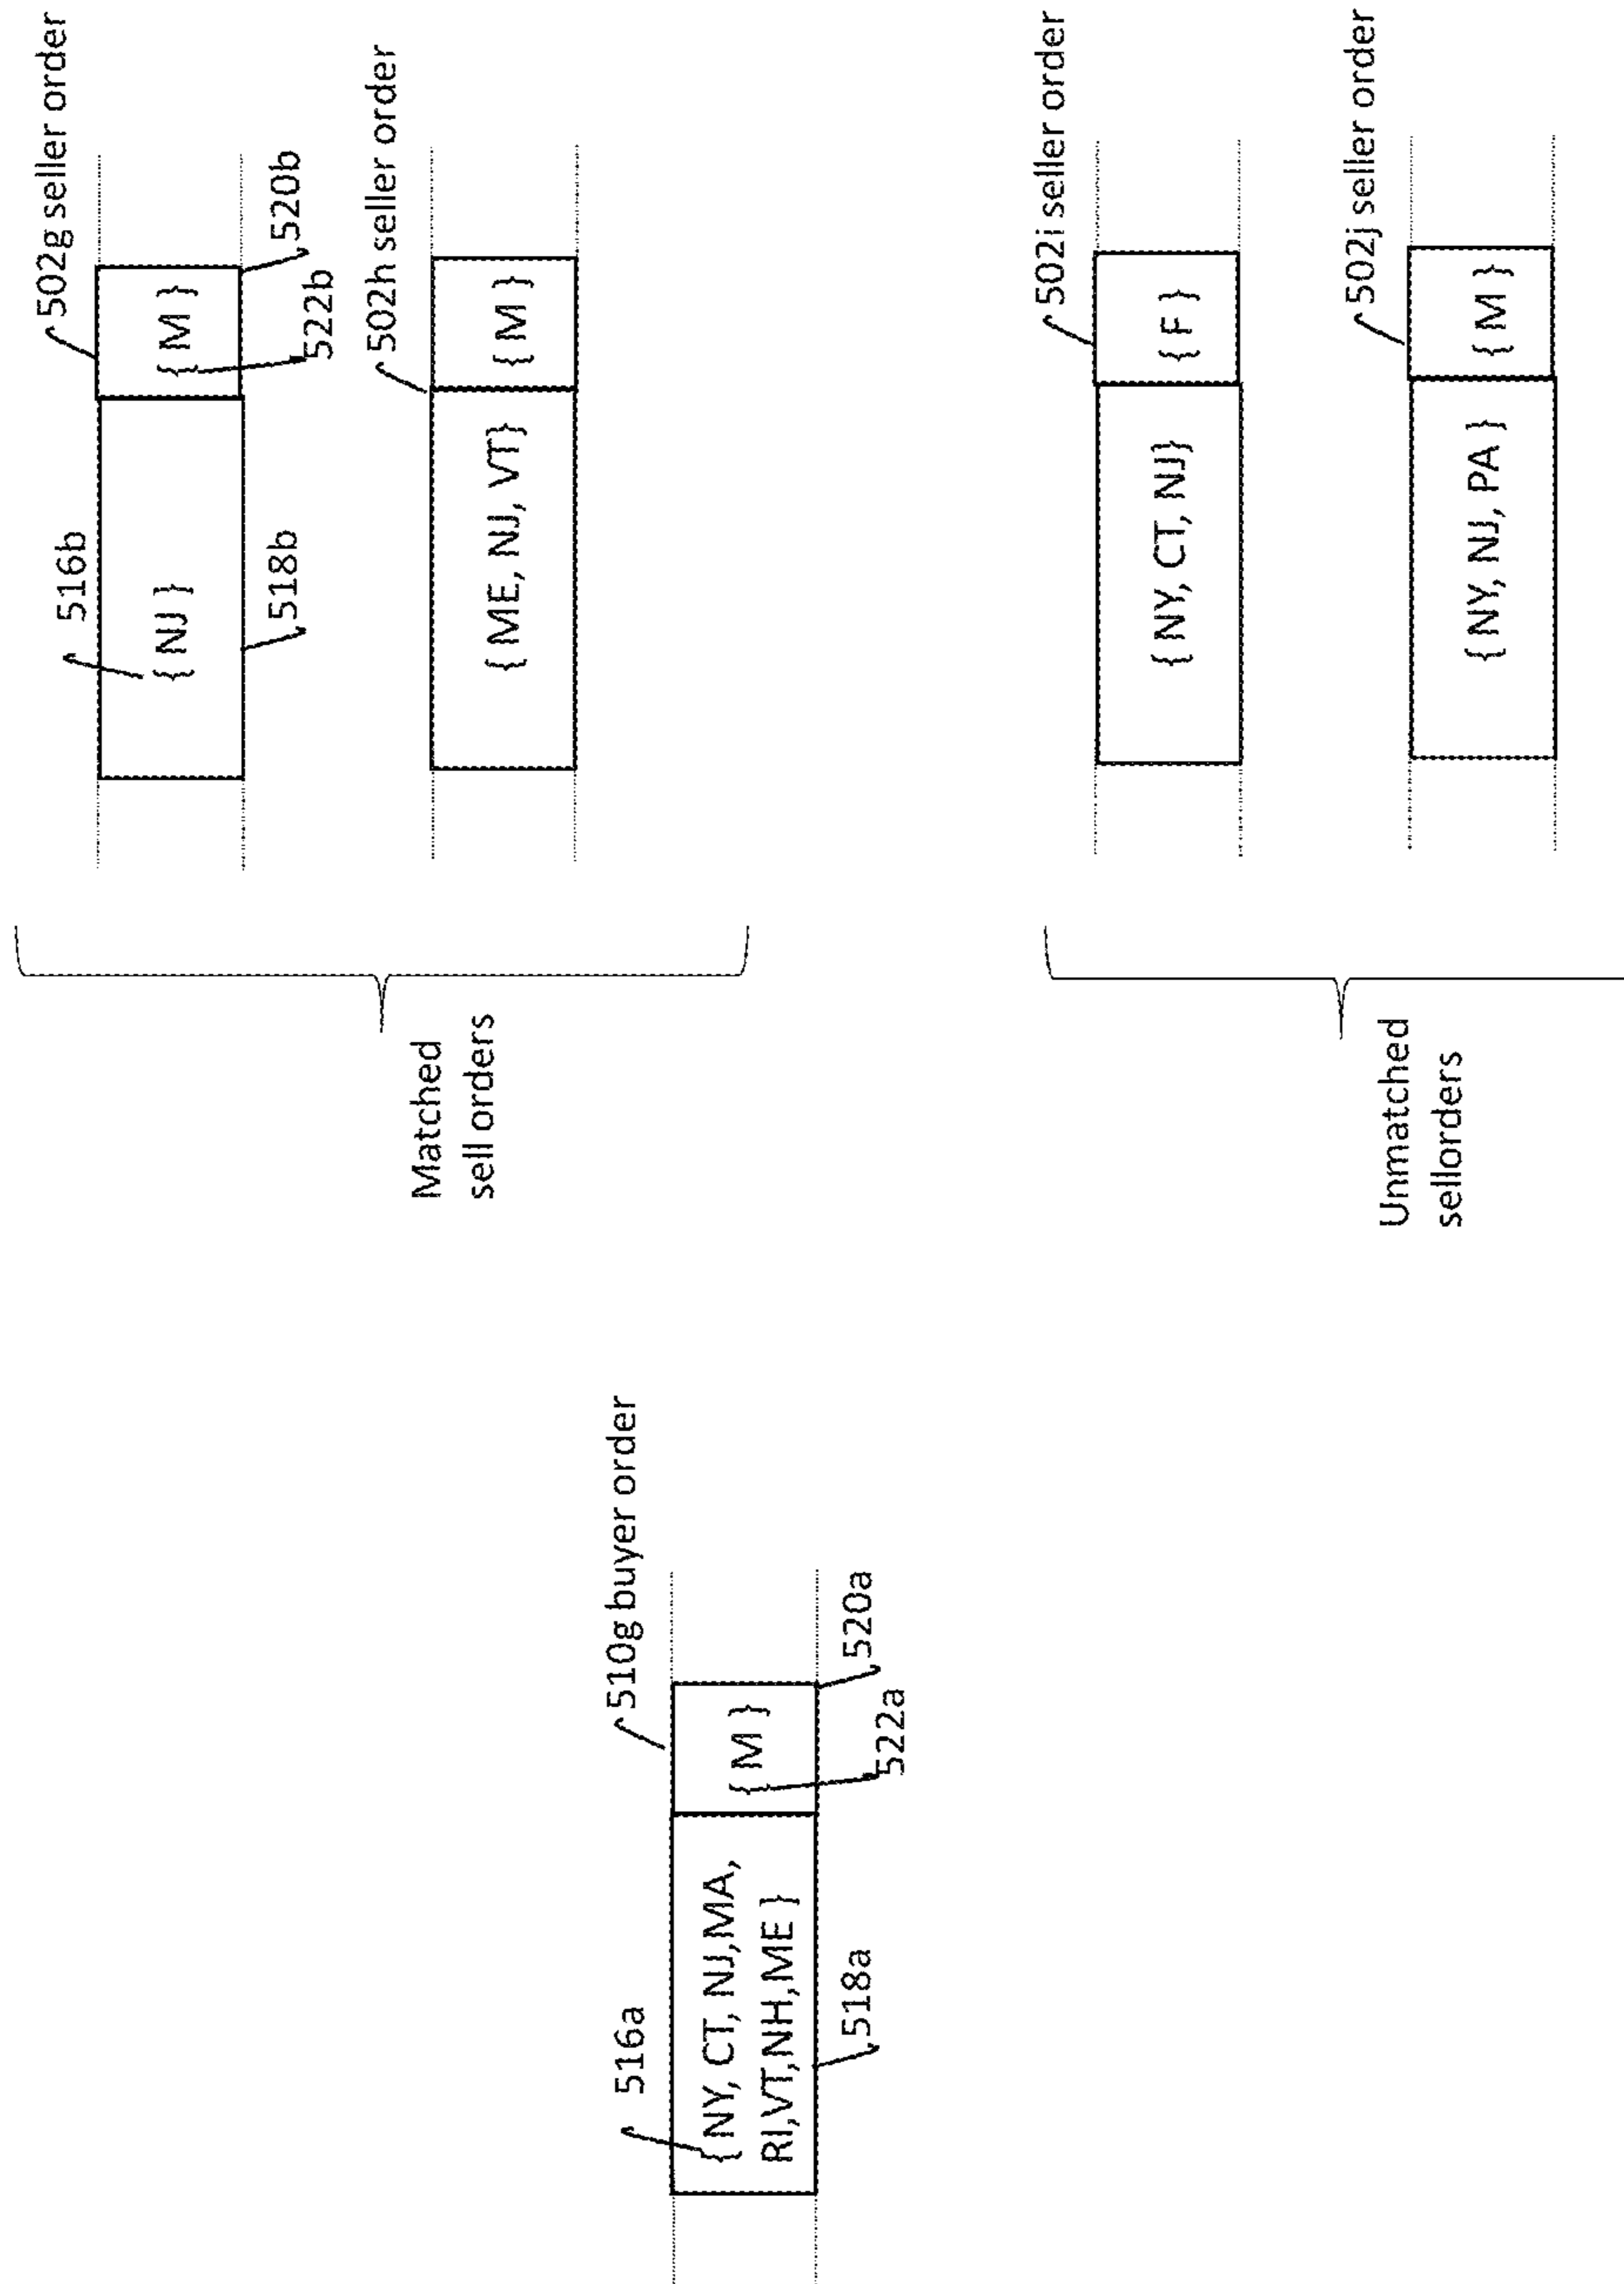 510g buyer order
516a
{ NY, CT, NJ,MA,
RI,VT,NH,ME }
{ M }
518a
522a
520a
Matched
sell orders
502g seller order
516b
{ NJ }
{ M }
518b
522b
520b
502h seller order
{ ME, NJ, VT}
{ M }
Unmatched
sellorders
502i seller order
{ NY, CT, NJ}
{ F }
502j seller order
{ NY, NJ, PA }
{ M }